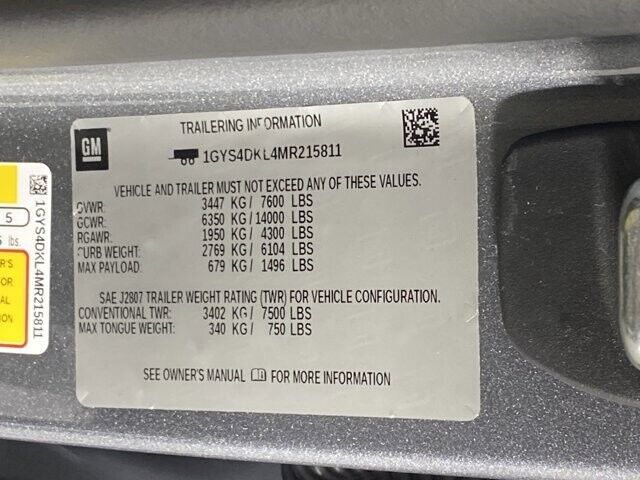 GM
TRAILERING INFORMATION
1GYS4DKL4MR215811
VEHICLE AND TRAILER MUST NOT EXCEED ANY OF THESE VALUES.
GVWR: 3447 KG/ 7600 LBS
GCWR: 6350 KG/ 14000 LBS
RGAWR: 1950 KG/ 4300 LBS
CURB WEIGHT: 2769 KG/ 6104 LBS
MAX PAYLOAD: 679 KG/ 1496 LBS
SAE J2807 TRAILER WEIGHT RATING (TWR) FOR VEHICLE CONFIGURATION.
CONVENTIONAL TWR: 3402 KG/ 7500 LBS
MAX TONGUE WEIGHT: 340 KG/ 750 LBS
SEE OWNER'S MANUAL FOR MORE INFORMATION
5
lbs.
1GYS4DKL4MR215811
FOR